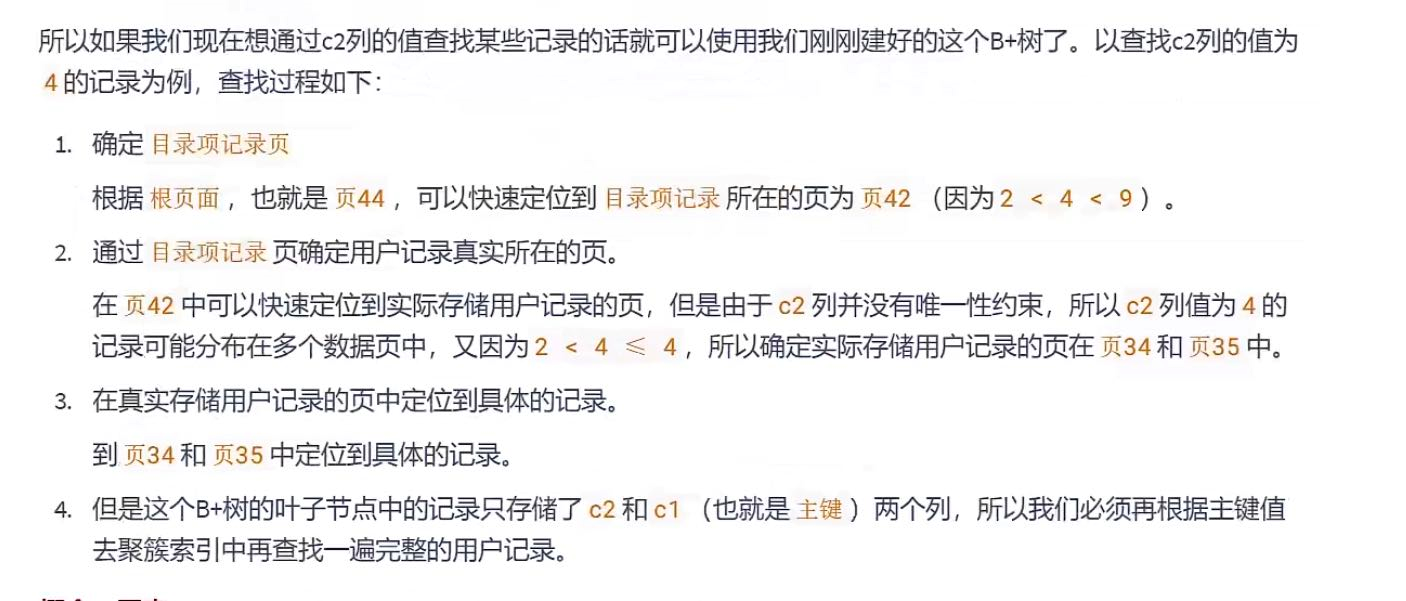 所以如果我们现在想通过c2列的值查找某些记录的话就可以使用我们刚刚建好的这个B+树了。以查找c2列的值为
4 的记录为例，查找过程如下：
1. 确定 目录项记录页
根据 根页面 ，也就是 页44 ，可以快速定位到 目录项记录 所在的页为 页42 （因为 2 < 4 < 9 ）。
2. 通过 目录项记录 页确定用户记录真实所在的页。
在 页42 中可以快速定位到实际存储用户记录的页，但是由于 c2 列并没有唯一性约束，所以 c2 列值为 4 的
记录可能分布在多个数据页中，又因为 2 < 4 ≤ 4 ，所以确定实际存储用户记录的页在 页34 和 页35 中。
3. 在真实存储用户记录的页中定位到具体的记录。
到 页34 和 页35 中定位到具体的记录。
4. 但是这个B+树的叶子节点中的记录只存储了 c2 和 c1 （也就是 主键 ）两个列，所以我们必须再根据主键值
去聚簇索引中再查找一遍完整的用户记录。